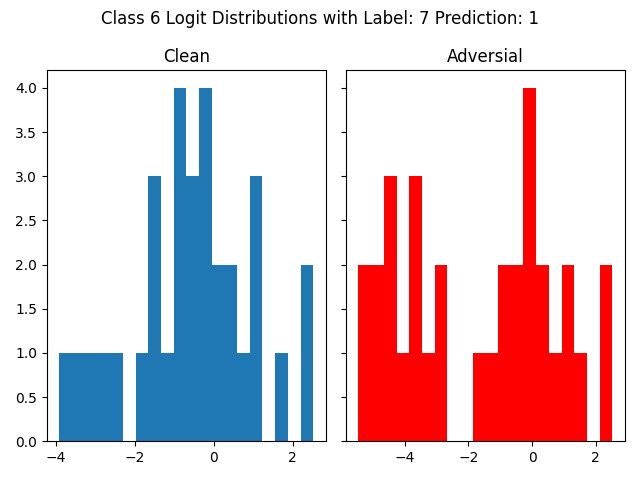 Class 6 Logit Distributions with Label: 7 Prediction: 1
Clean
Adversial
4.0
3.5
3.0
2.5
2.0
1.5
1.0
0.5
0.0
−4 −2 0 2
−4 −2 0 2